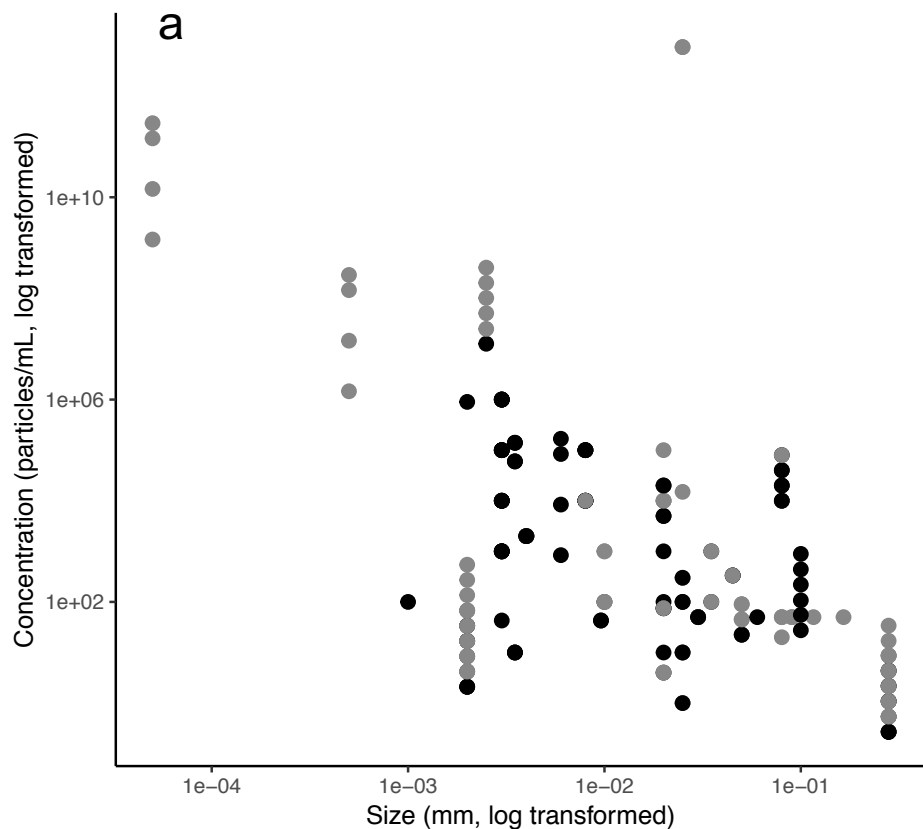 a
Concentration (particles/mL, log transformed)
1e+10
1e+06
1e+02
1e−04
1e−03
1e−02
1e−01
Size (mm, log transformed)